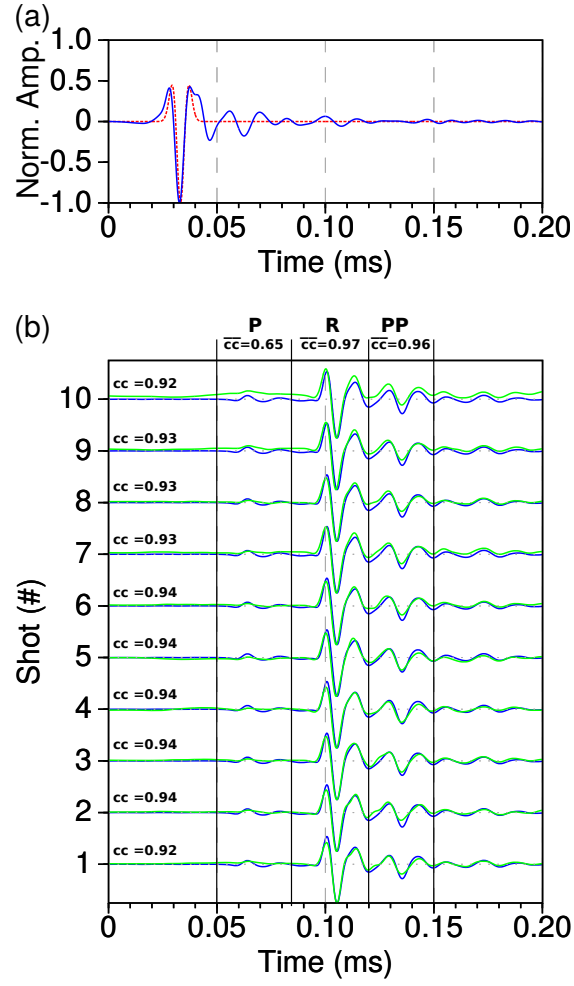 (a)
Norm. Amp.
1.0
0.5
0
-0.5
-1.0
0
0.05
0.10
0.15
0.20
Time (ms)
(b)
P
R
PP
cc=0.65
cc=0.97
cc=0.96
Shot (#)
10
cc =0.92
9
cc =0.93
8
cc =0.93
7
cc =0.93
6
cc =0.94
5
cc =0.94
4
cc =0.94
3
cc =0.94
2
cc =0.94
1
cc =0.92
0
0.05
0.10
0.15
0.20
Time (ms)